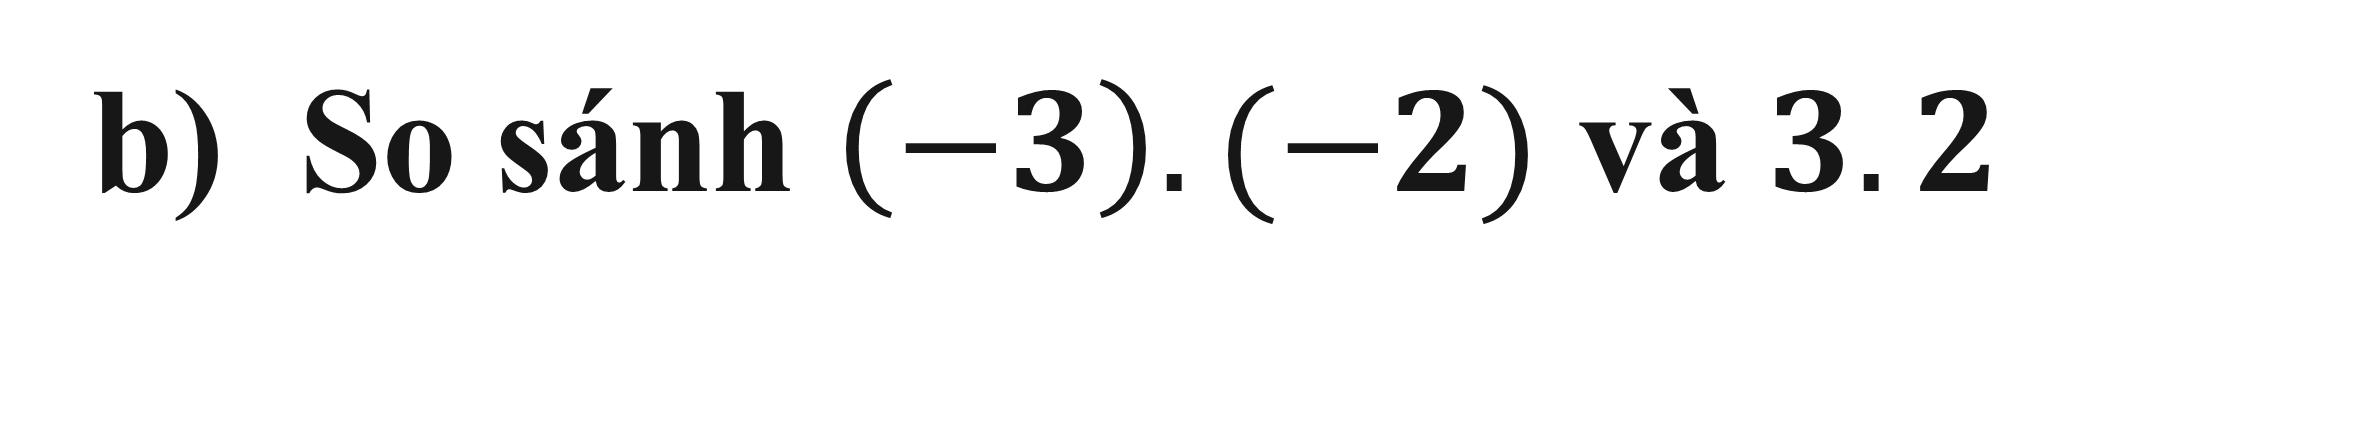 b) So sánh (−3). (−2) và 3. 2